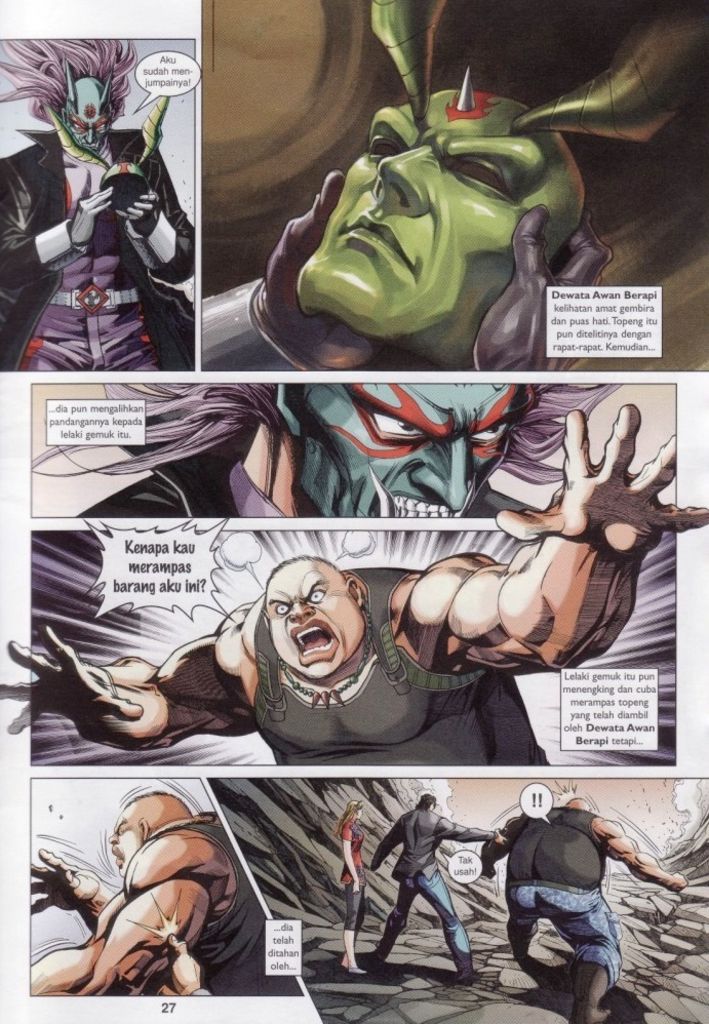 Aku
sudah men-
jumpainya!
Dewata Awan Berapi
kelihatan amat gembira
dan puas hati. Topeng itu
pun ditelitinya dengan
rapat-rapat. Kemudian...
...dia pun mengalihkan
pandangannya kepada
lelaki gemuk itu.
Kenapa kau
merampas
barang aku ini?
Lelaki gemuk itu pun
menengking dan cuba
merampas topeng
yang telah diambil
oleh Dewata Awan
Berapi tetapi...
...dia
telah
ditahan
oleh...
Tak
usah!
!!
27